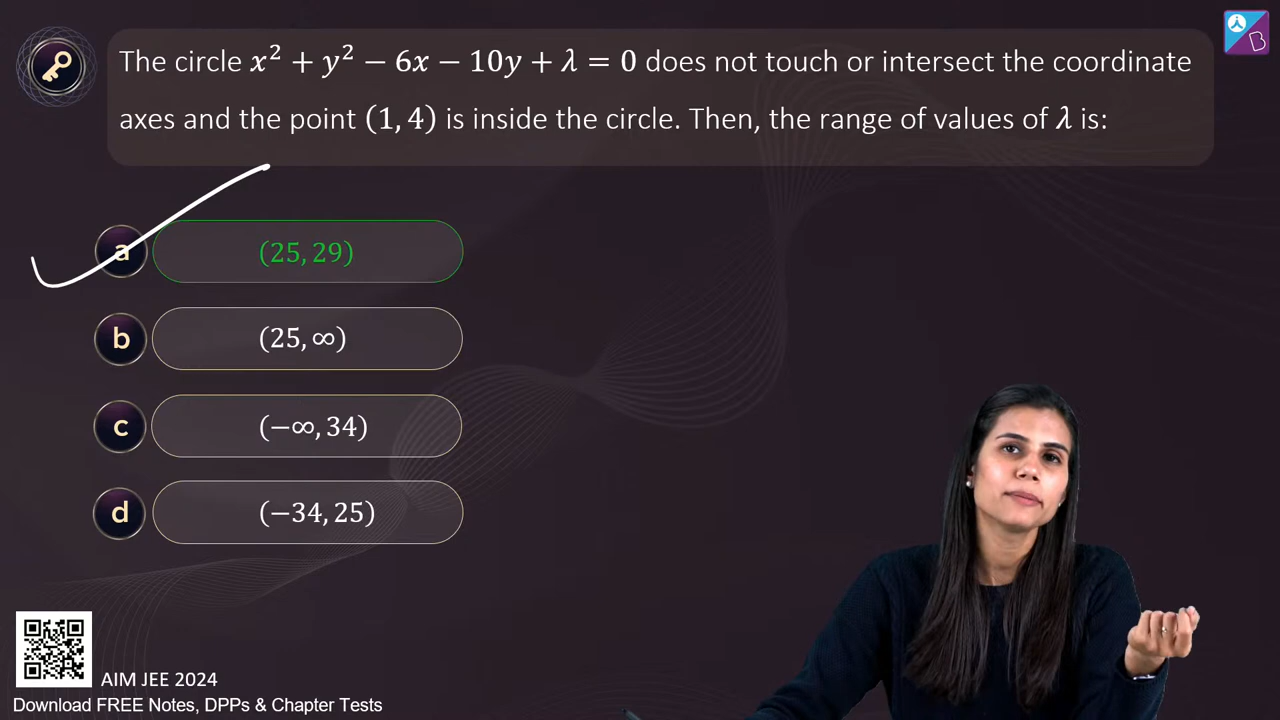 The circle x² + y² − 6x − 10y + λ = 0 does not touch or intersect the coordinate
axes and the point (1, 4) is inside the circle. Then, the range of values of λ is:
a (25, 29)
b (25, ∞)
c (−∞, 34)
d (−34, 25)
AIM JEE 2024
Download FREE Notes, DPPs & Chapter Tests
B